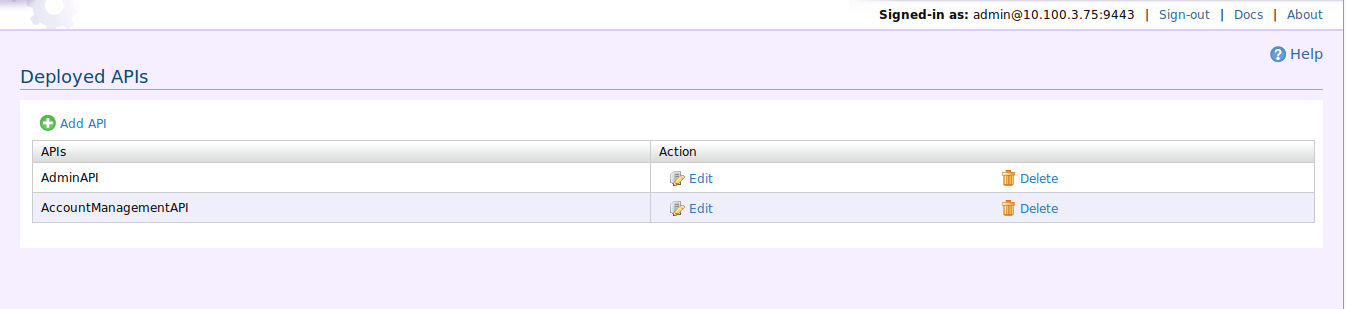 Signed-in as: admin@10.100.3.75:9443 | Sign-out | Docs | About
Help
Deployed APIs
Add API
APIs Action
AdminAPI Edit Delete
AccountManagementAPI Edit Delete